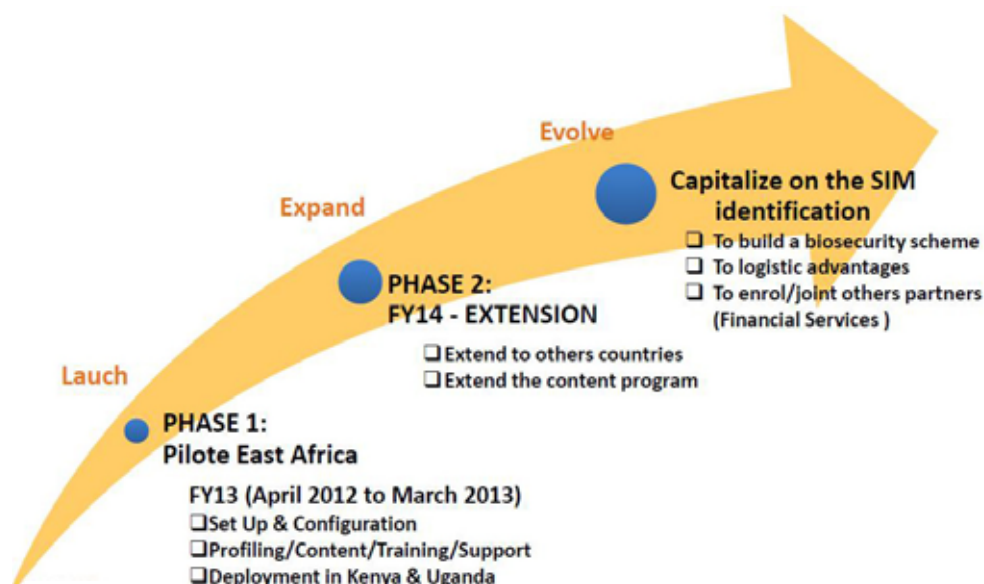 Evolve
Capitalize on the SIM
identification
❑ To build a biosecurity scheme
❑ To logistic advantages
❑ To enrol/joint others partners
(Financial Services )
Expand
PHASE 2:
FY14 - EXTENSION
❑Extend to others countries
❑Extend the content program
Lauch
PHASE 1:
Pilote East Africa
FY13 (April 2012 to March 2013)
❑Set Up & Configuration
❑Profiling/Content/Training/Support
❑Deployment in Kenya & Uganda